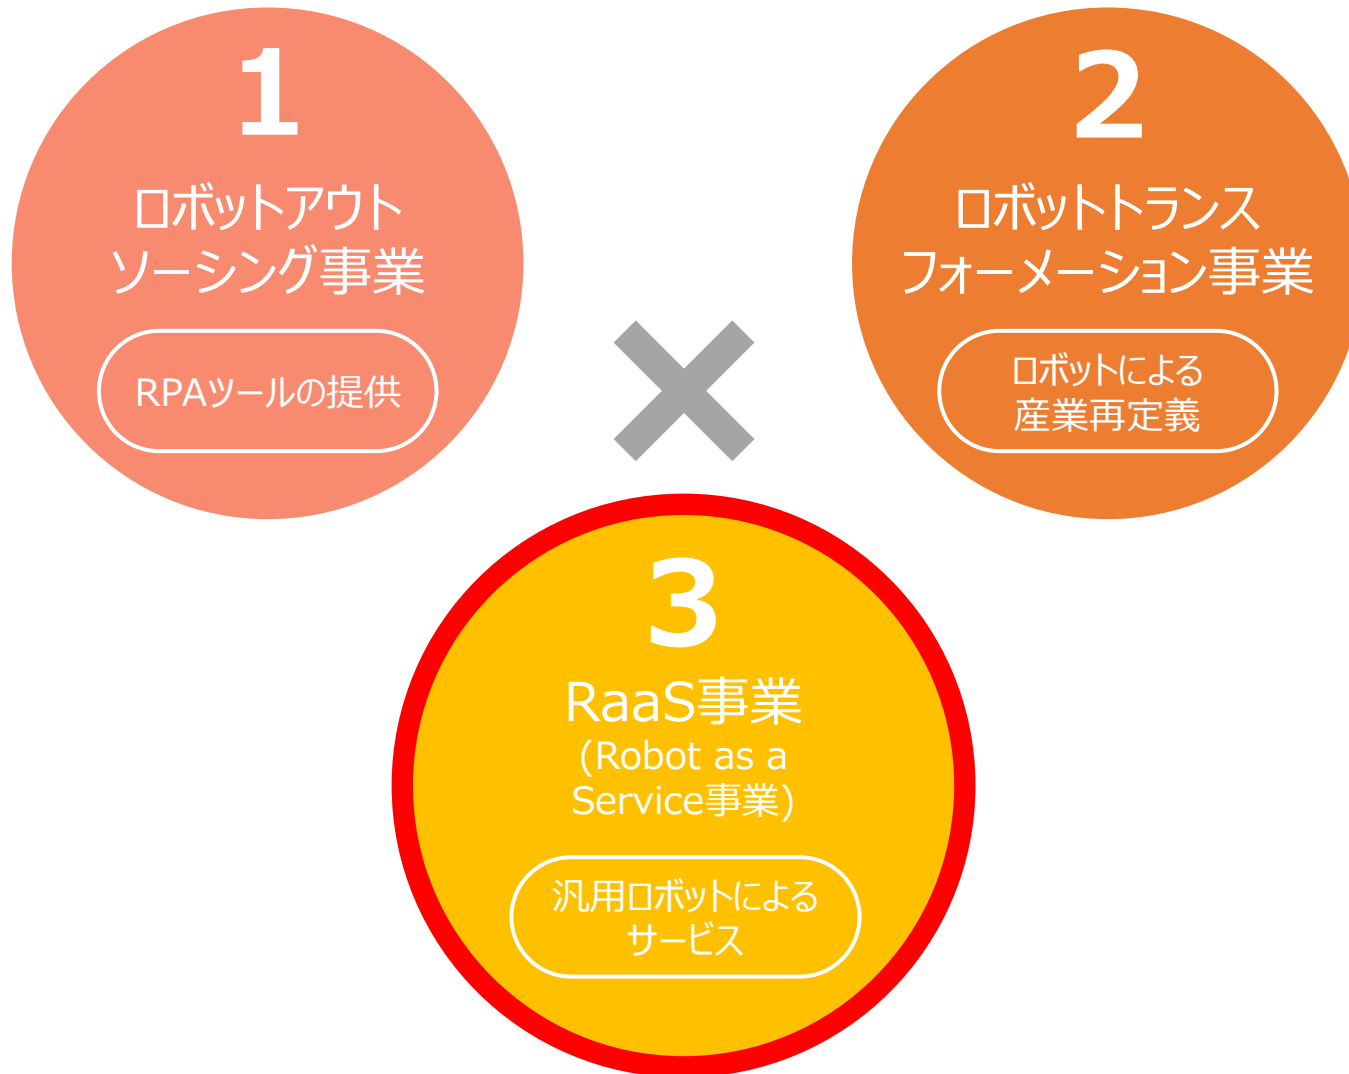 1
ロボットアウト
ソーシング事業
RPAツールの提供
2
ロボットトランス
フォーメーション事業
ロボットによる
産業再定義
3
RaaS事業
(Robot as a
Service事業)
汎用ロボットによる
サービス